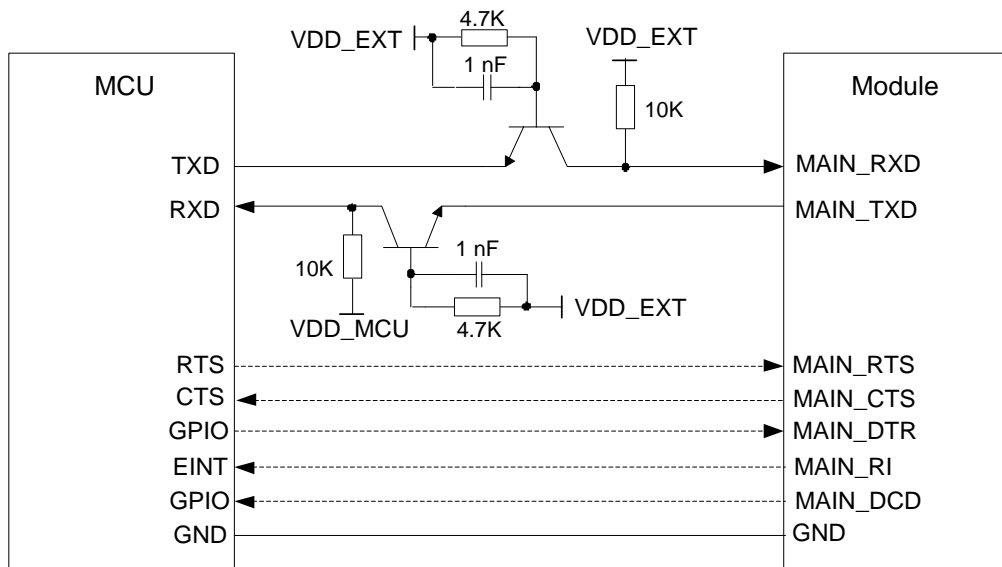 4.7K
VDD_EXT
VDD_EXT
1 nF
MCU
Module
10K
TXD
MAIN_RXD
RXD
MAIN_TXD
1 nF
10K
VDD_EXT
VDD_MCU
4.7K
RTS
MAIN_RTS
CTS
MAIN_CTS
GPIO
MAIN_DTR
EINT
MAIN_RI
GPIO
MAIN_DCD
GND
GND